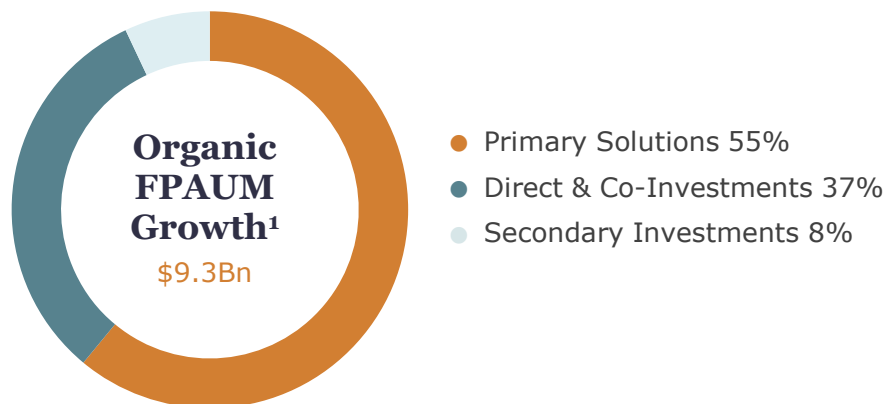 Organic
FPAUM
Growth¹
$9.3Bn
Primary Solutions 55%
Direct & Co-Investments 37%
Secondary Investments 8%